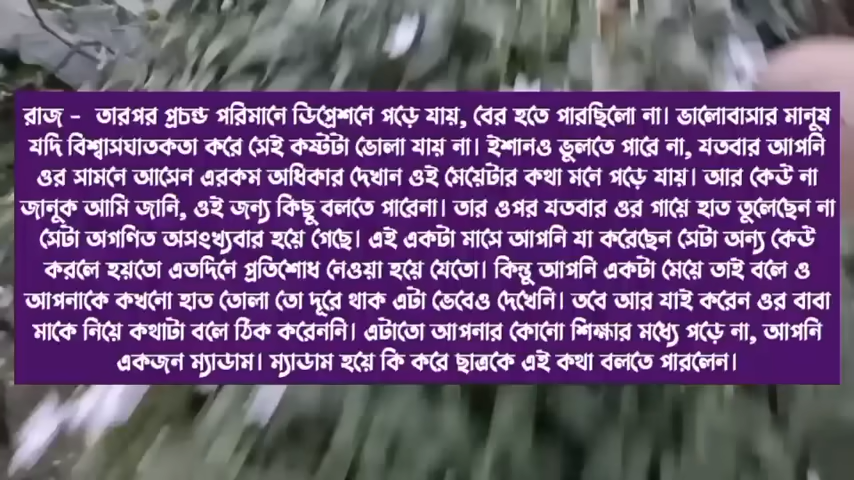 রাজ - তারপর প্রচন্ড পরিমানে ডিপ্রেশনে পড়ে যায়, বের হতে পারছিলো না। ভালোবাসার মানুষ
যদি বিশ্বাসঘাতকতা করে সেই কষ্টটা ভোলা যায় না। ইশানও ভুলতে পারে না, যতবার আপনি
ওর সামনে আসেন এরকম অধিকার দেখান ওই মেয়েটার কথা মনে পড়ে যায়। আর কেউ না
জানুক আমি জানি, ওই জন্য কিছু বলতে পারেনা। তার ওপর যতবার ওর গায়ে হাত তুলেছেন না
সেটা অগণিত অসংখ্যবার হয়ে গেছে। এই একটা মাসে আপনি যা করেছেন সেটা অন্য কেউ
করলে হয়তো এতদিনে প্রতিশোধ নেওয়া হয়ে যেতো। কিন্তু আপনি একটা মেয়ে তাই বলে ও
আপনাকে কখনো হাত তোলা তো দূরে থাক এটা ভেবেও দেখেনি। তবে আর যাই করেন ওর বাবা
মাকে নিয়ে কথাটা বলে ঠিক করেননি। এটাতো আপনার কোনো শিক্ষার মধ্যে পড়ে না, আপনি
একজন ম্যাডাম। ম্যাডাম হয়ে কি করে ছাত্রকে এই কথা বলতে পারলেন।